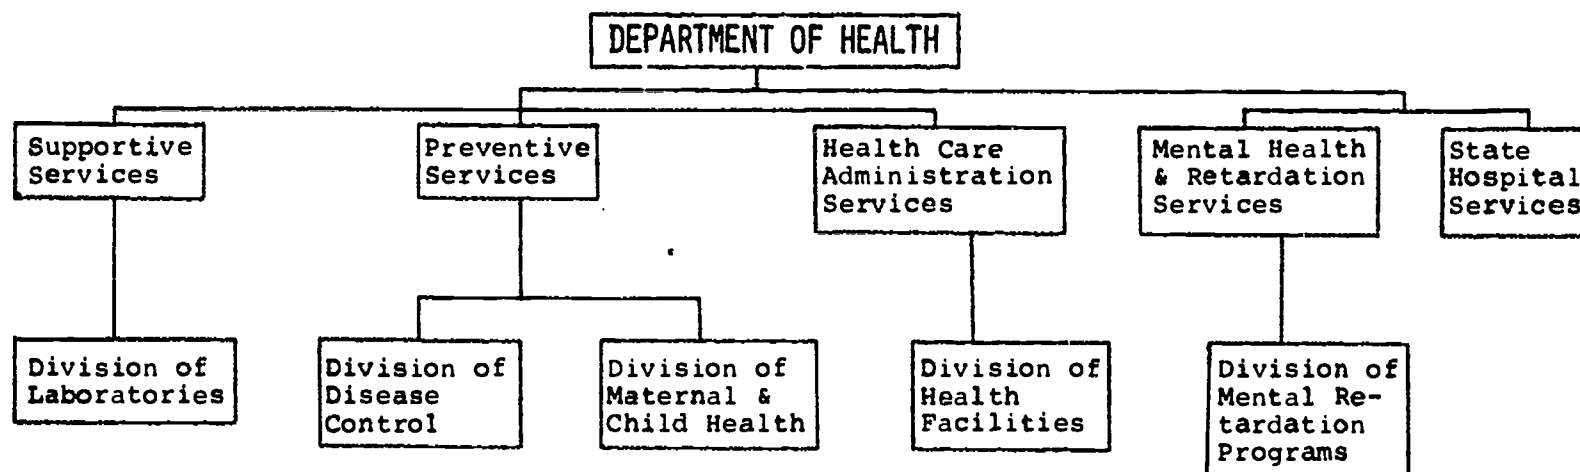 DEPARTMENT OF HEALTH
Supportive
Services
Preventive
Services
Health Care
Administration
Services
Mental Health
& Retardation
Services
State
Hospital
Services
Division of
Laboratories
Division of
Disease
Control
Division of
Maternal &
Child Health
Division of
Health
Facilities
Division of
Mental Re-
tardation
Programs